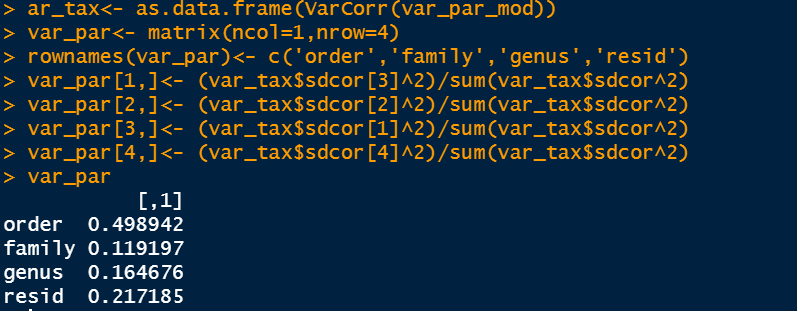 > ar_tax<- as.data.frame(VarCorr(var_par_mod))
> var_par<- matrix(ncol=1,nrow=4)
> rownames(var_par)<- c('order','family','genus','resid')
> var_par[1,]<- (var_tax$sdcor[3]^2)/sum(var_tax$sdcor^2)
> var_par[2,]<- (var_tax$sdcor[2]^2)/sum(var_tax$sdcor^2)
> var_par[3,]<- (var_tax$sdcor[1]^2)/sum(var_tax$sdcor^2)
> var_par[4,]<- (var_tax$sdcor[4]^2)/sum(var_tax$sdcor^2)
> var_par
[,1]
order 0.498942
family 0.119197
genus 0.164676
resid 0.217185